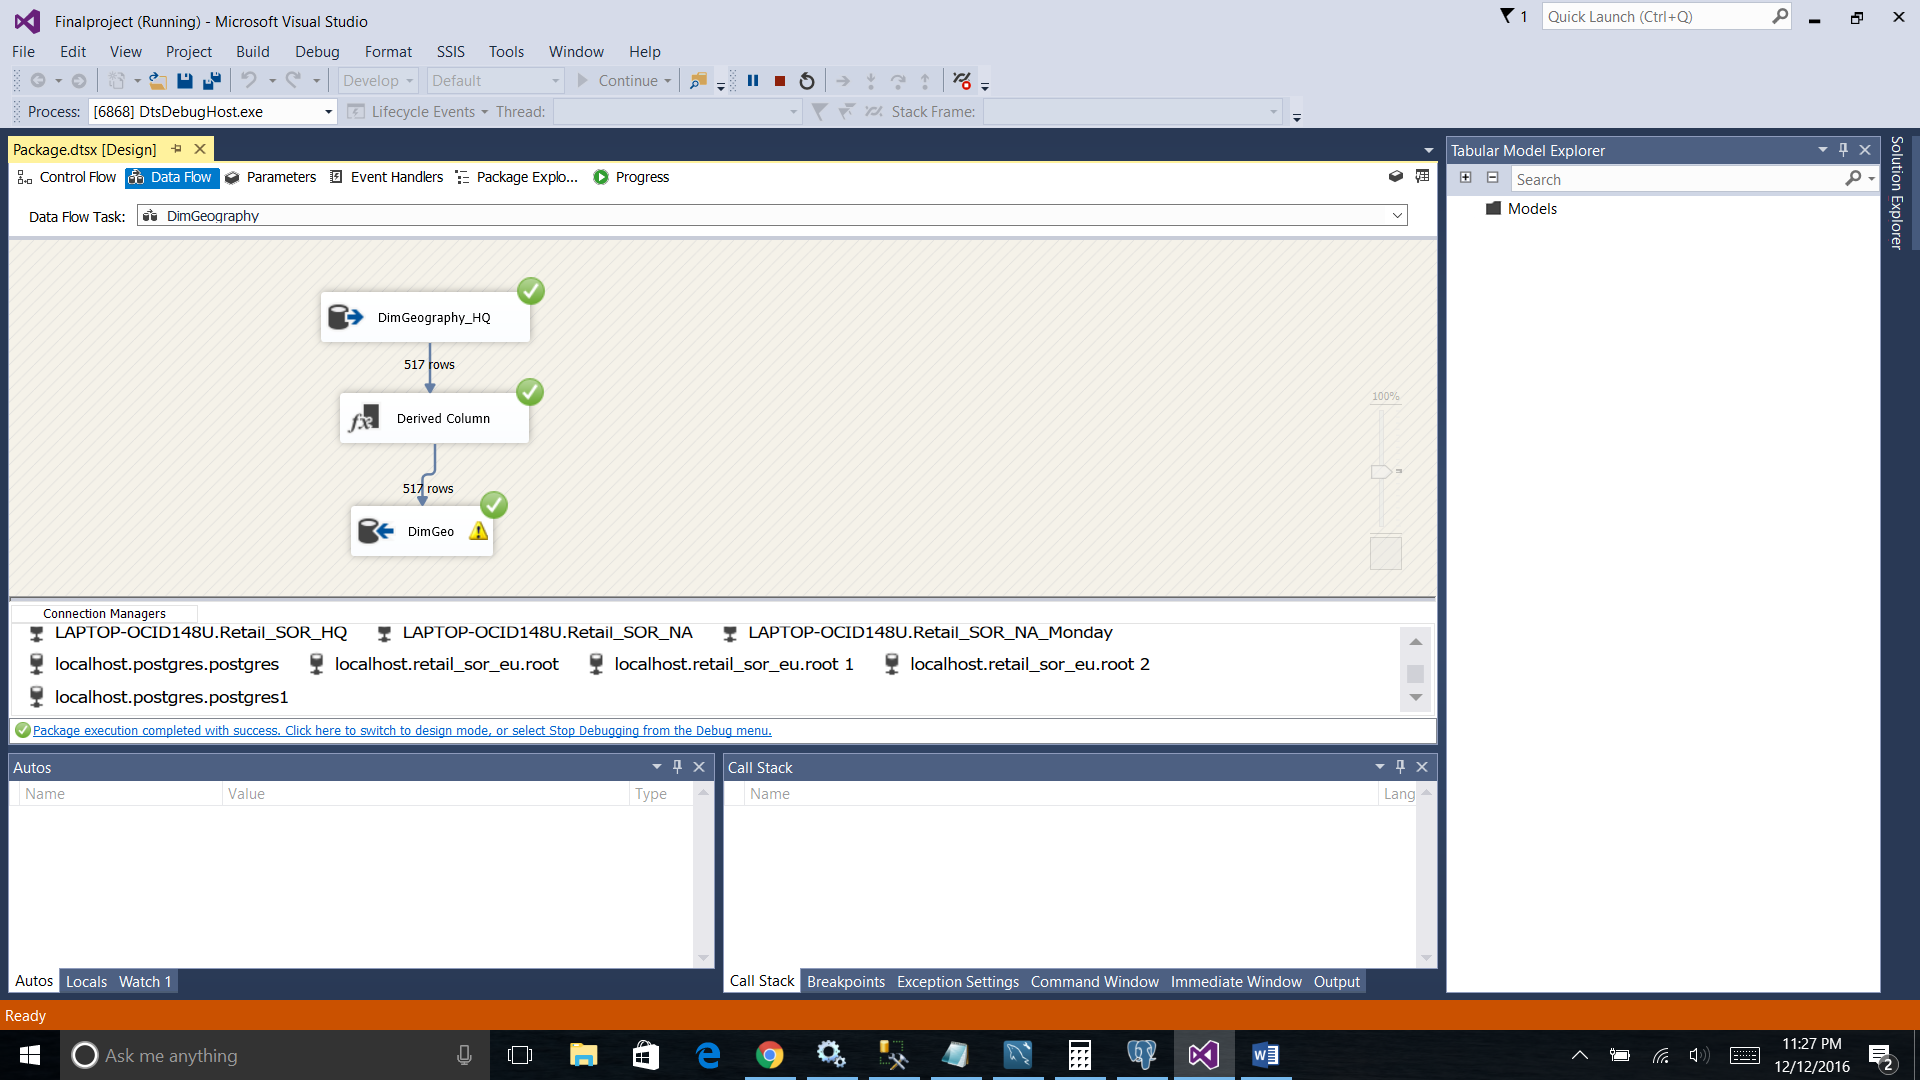 Finalproject (Running) - Microsoft Visual Studio
1
Quick Launch (Ctrl+Q)
File Edit View Project Build Debug Format SSIS Tools Window Help
Develop Default Continue
Process: [6868] DtsDebugHost.exe Lifecycle Events Thread: Stack Frame:
Package.dtsx [Design]
Control Flow Data Flow Parameters Event Handlers Package Explo... Progress
Data Flow Task: DimGeography
DimGeography_HQ
517 rows
Derived Column
517 rows
DimGeo
100%
Connection Managers
LAPTOP-OCID148U.Retail_SOR_HQ LAPTOP-OCID148U.Retail_SOR_NA LAPTOP-OCID148U.Retail_SOR_NA_Monday
localhost.postgres.postgres localhost.retail_sor_eu.root localhost.retail_sor_eu.root 1 localhost.retail_sor_eu.root 2
localhost.postgres.postgres1
Package execution completed with success. Click here to switch to design mode, or select Stop Debugging from the Debug menu.
Tabular Model Explorer
Search
Models
Solution Explorer
Autos
Name Value Type
Autos Locals Watch 1
Call Stack
Name Lang
Call Stack Breakpoints Exception Settings Command Window Immediate Window Output
Ready
Ask me anything
11:27 PM
12/12/2016
2